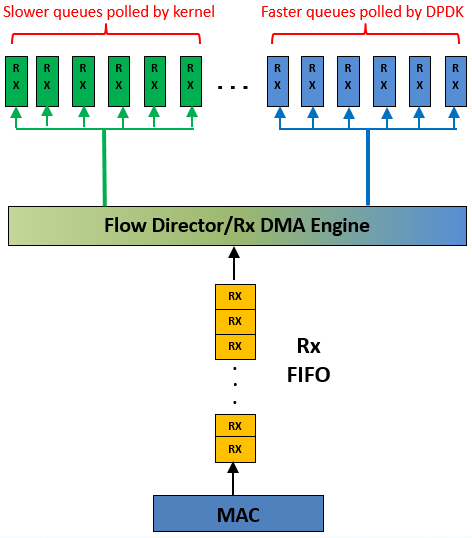 Slower queues polled by kernel
Faster queues polled by DPDK
R X
R X
R X
R X
R X
R X
. . .
R X
R X
R X
R X
R X
R X
Flow Director/Rx DMA Engine
RX
RX
RX
Rx
FIFO
RX
RX
MAC